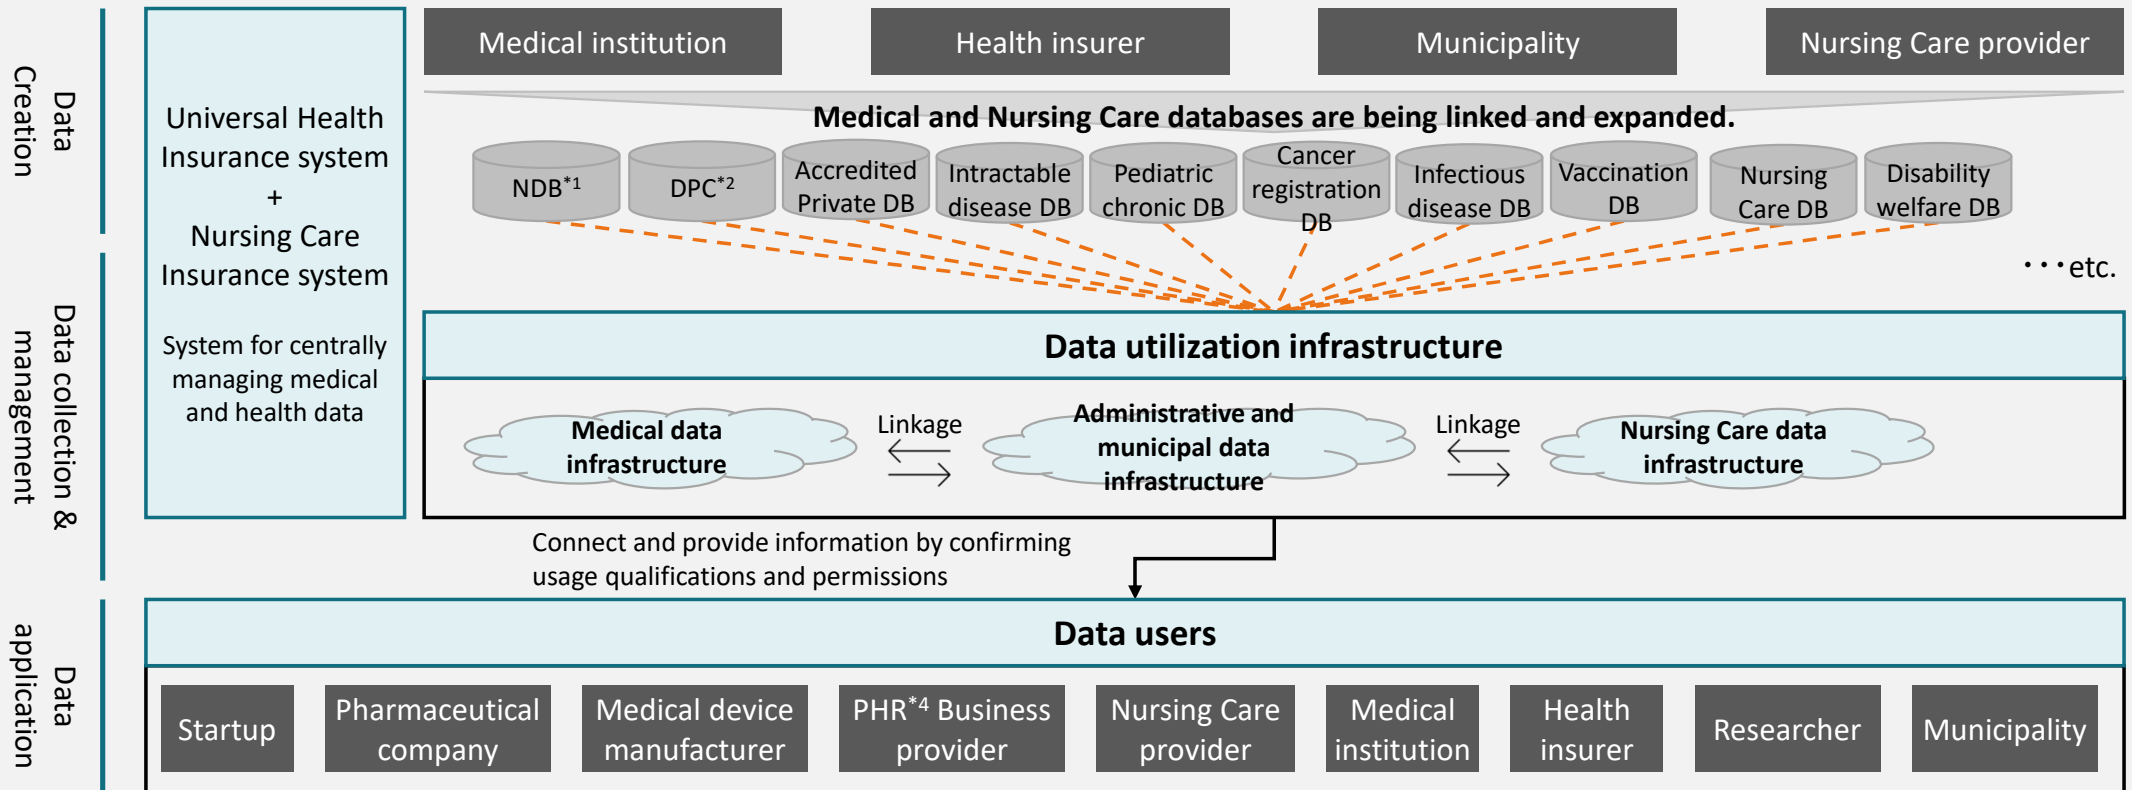 Data
Creation
Data collection &
management
Data
application
Universal Health
Insurance system
+
Nursing Care
Insurance system
System for centrally
managing medical
and health data
Medical institution
Health insurer
Municipality
Nursing Care provider
Medical and Nursing Care databases are being linked and expanded.
NDB*1
DPC*2
Accredited
Private DB
Intractable
disease DB
Pediatric
chronic DB
Cancer
registration
DB
Infectious
disease DB
Vaccination
DB
Nursing
Care DB
Disability
welfare DB
･･･etc.
Data utilization infrastructure
Medical data
infrastructure
Linkage
Administrative and
municipal data
infrastructure
Linkage
Nursing Care data
infrastructure
Connect and provide information by confirming
usage qualifications and permissions
Data users
Startup
Pharmaceutical
company
Medical device
manufacturer
PHR*4 Business
provider
Nursing Care
provider
Medical
institution
Health
insurer
Researcher
Municipality